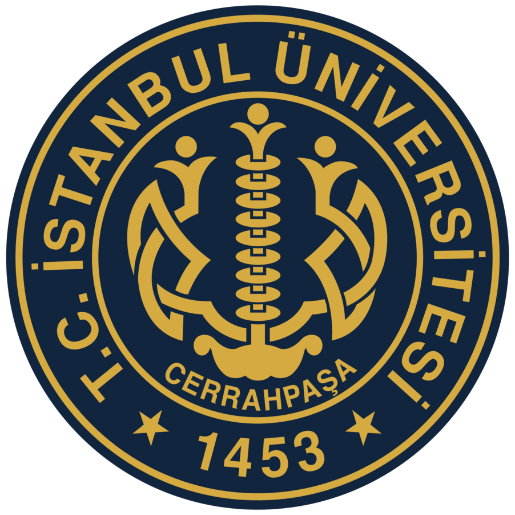 T.C. İSTANBUL ÜNİVERSİTESİ
CERRAHPAŞA
1453